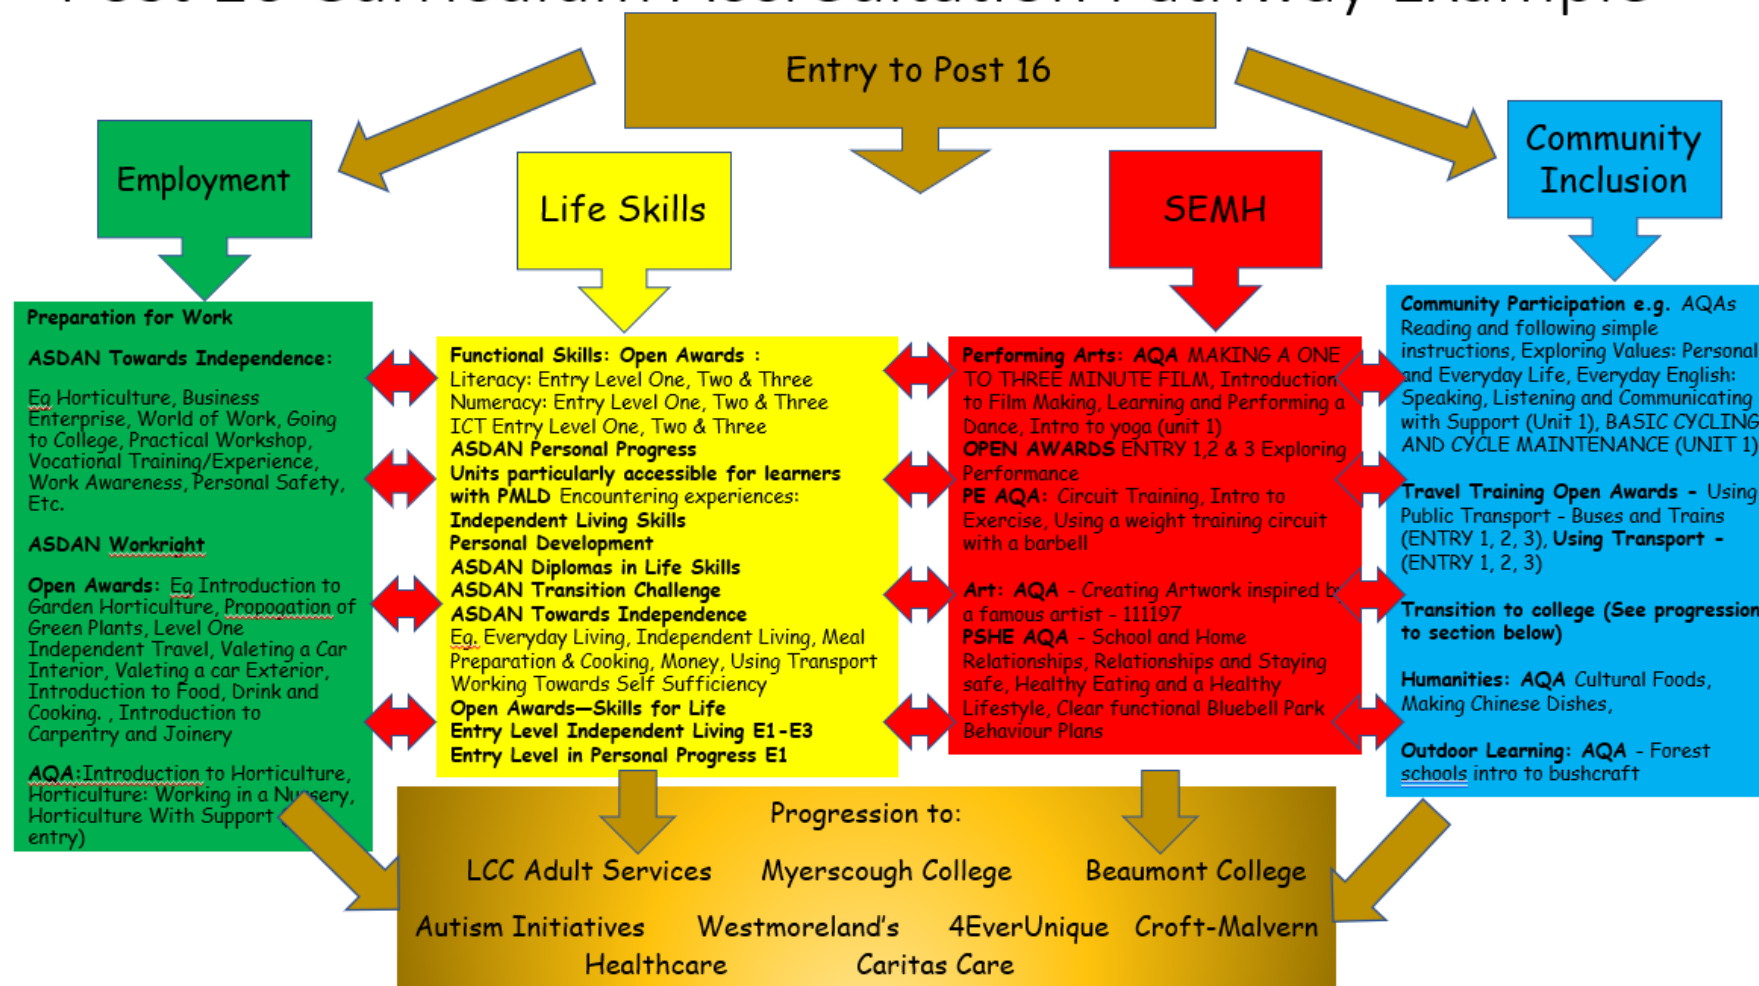 Post 16 Curriculum Accreditation Pathway Example
Entry to Post 16
Employment
Life Skills
SEMH
Community
Inclusion
Preparation for Work
ASDAN Towards Independence:
Eg Horticulture, Business
Enterprise, World of Work, Going
to College, Practical Workshop,
Vocational Training/Experience,
Work Awareness, Personal Safety,
Etc.
ASDAN Workright
Open Awards: Eg Introduction to
Garden Horticulture, Propogation of
Green Plants, Level One
Independent Travel, Valeting a Car
Interior, Valeting a car Exterior,
Introduction to Food, Drink and
Cooking. , Introduction to
Carpentry and Joinery
AQA:Introduction to Horticulture,
Horticulture: Working in a Nursery,
Horticulture With Support
entry)
Functional Skills: Open Awards :
Literacy: Entry Level One, Two & Three
Numeracy: Entry Level One, Two & Three
ICT Entry Level One, Two & Three
ASDAN Personal Progress
Units particularly accessible for learners
with PMLD Encountering experiences:
Independent Living Skills
Personal Development
ASDAN Diplomas in Life Skills
ASDAN Transition Challenge
ASDAN Towards Independence
Eg. Everyday Living, Independent Living, Meal
Preparation & Cooking, Money, Using Transport
Working Towards Self Sufficiency
Open Awards—Skills for Life
Entry Level Independent Living E1-E3
Entry Level in Personal Progress E1
Performing Arts: AQA MAKING A ONE
TO THREE MINUTE FILM, Introduction
to Film Making, Learning and Performing a
Dance, Intro to yoga (unit 1)
OPEN AWARDS ENTRY 1,2 & 3 Exploring
Performance
PE AQA: Circuit Training, Intro to
Exercise, Using a weight training circuit
with a barbell
Art: AQA - Creating Artwork inspired by
a famous artist - 111197
PSHE AQA - School and Home
Relationships, Relationships and Staying
safe, Healthy Eating and a Healthy
Lifestyle, Clear functional Bluebell Park
Behaviour Plans
Community Participation e.g. AQAs
Reading and following simple
instructions, Exploring Values: Personal
and Everyday Life, Everyday English:
Speaking, Listening and Communicating
with Support (Unit 1), BASIC CYCLING
AND CYCLE MAINTENANCE (UNIT 1)
Travel Training Open Awards - Using
Public Transport - Buses and Trains
(ENTRY 1, 2, 3), Using Transport -
(ENTRY 1, 2, 3)
Transition to college (See progression
to section below)
Humanities: AQA Cultural Foods,
Making Chinese Dishes,
Outdoor Learning: AQA - Forest
schools intro to bushcraft
Progression to:
LCC Adult Services Myerscough College Beaumont College
Autism Initiatives Westmoreland's 4EverUnique Croft-Malvern
Healthcare Caritas Care